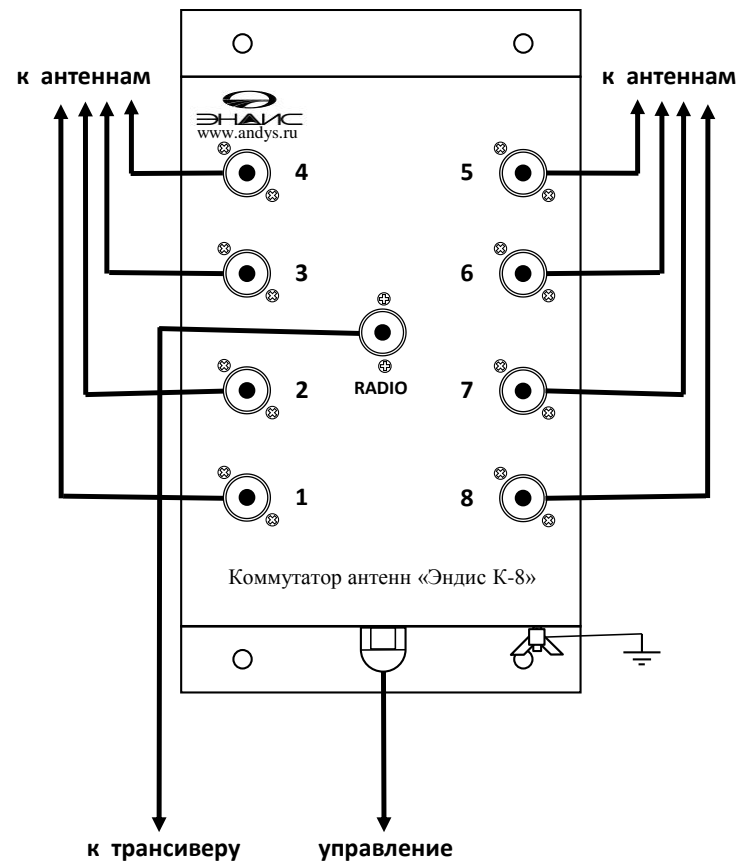 к антеннам
к антеннам
ЭНДИС
www.andys.ru
4
5
3
6
RADIO
2
7
1
8
Коммутатор антенн «Эндис К-8»
к трансиверу
управление